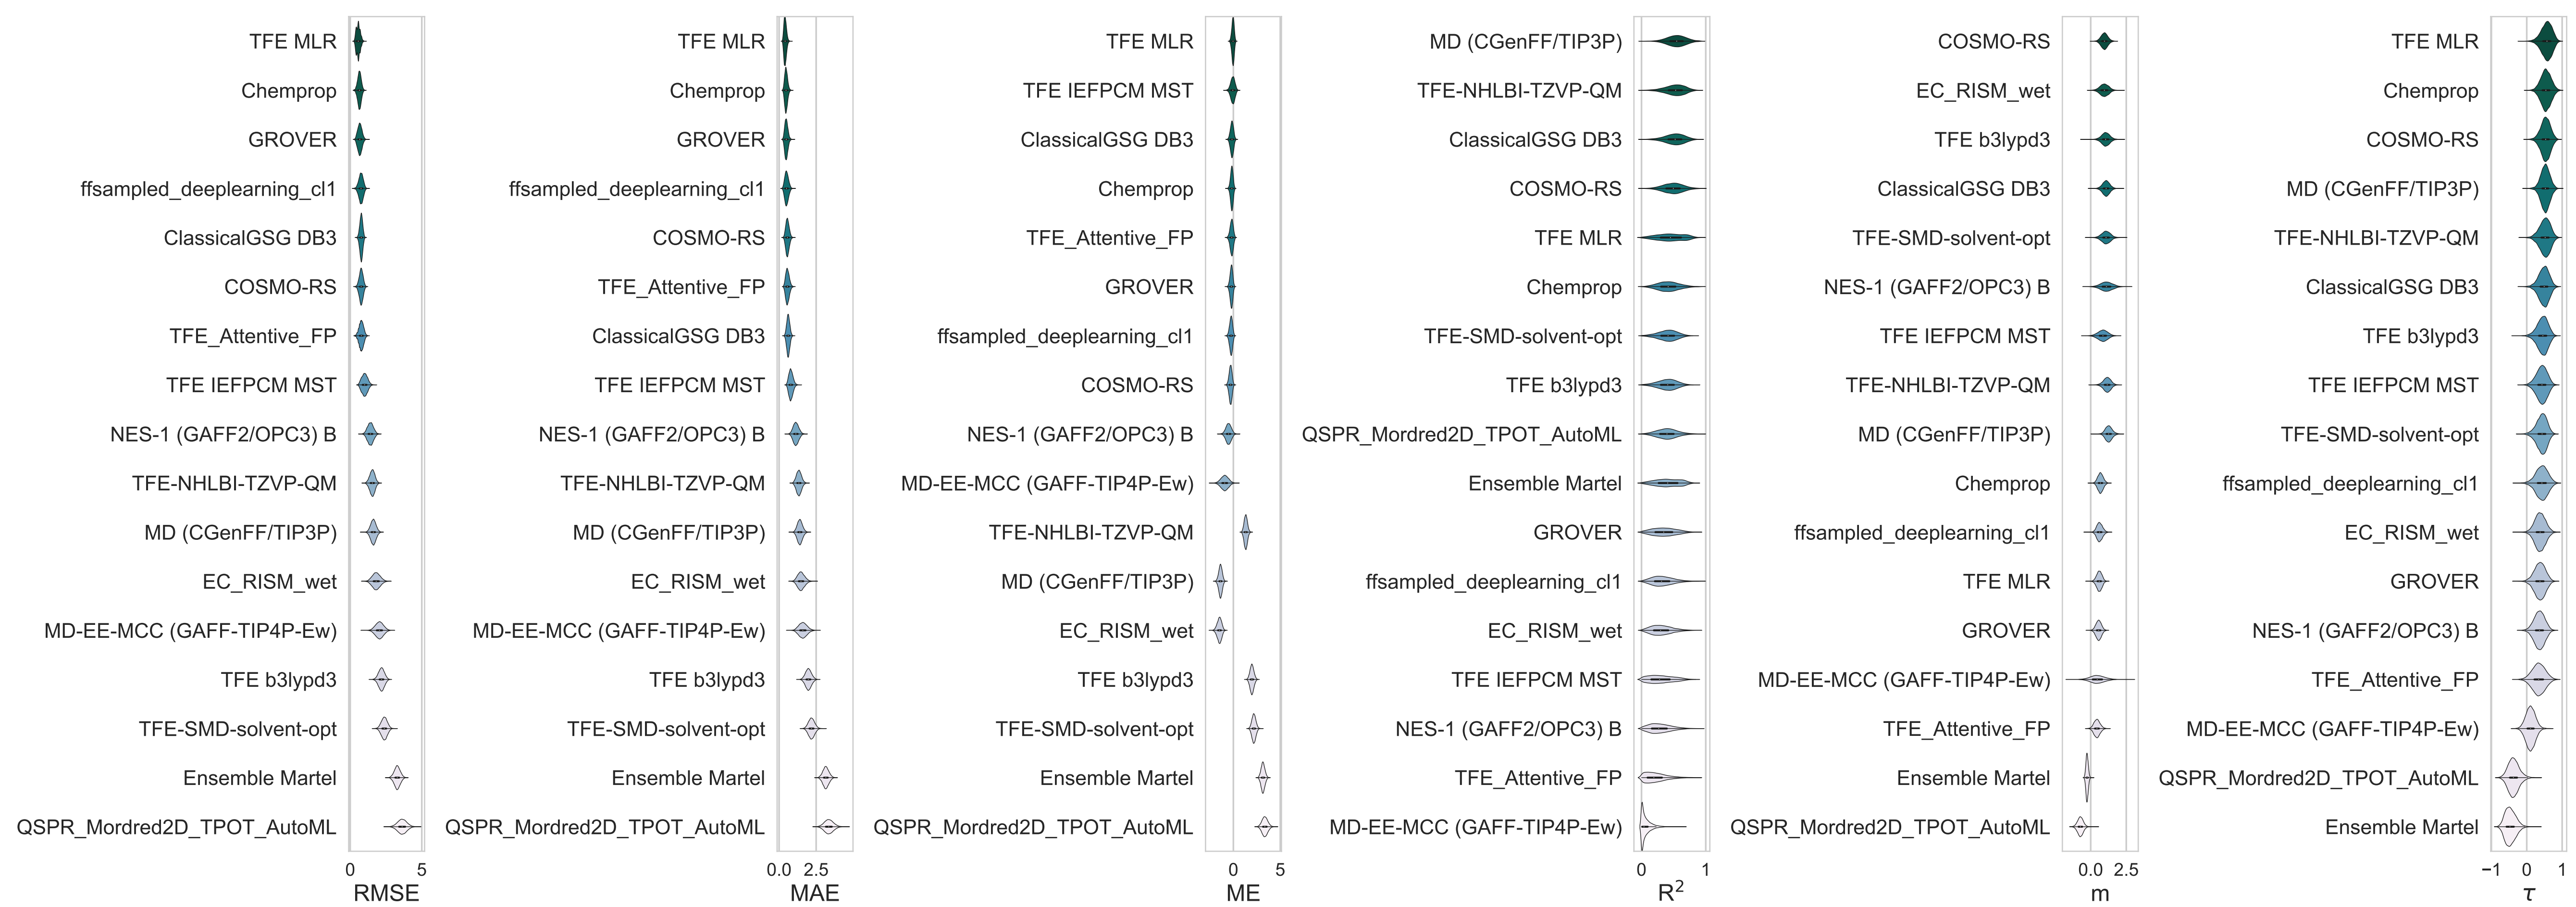 TFE MLR
Chemprop
GROVER
ffsampled_deeplearning_cl1
ClassicalGSG DB3
COSMO-RS
TFE_Attentive_FP
TFE IEFPCM MST
NES-1 (GAFF2/OPC3) B
TFE-NHLBI-TZVP-QM
MD (CGenFF/TIP3P)
EC_RISM_wet
MD-EE-MCC (GAFF-TIP4P-Ew)
TFE b3lypd3
TFE-SMD-solvent-opt
Ensemble Martel
QSPR_Mordred2D_TPOT_AutoML
0 5
RMSE
TFE MLR
Chemprop
GROVER
ffsampled_deeplearning_cl1
COSMO-RS
TFE_Attentive_FP
ClassicalGSG DB3
TFE IEFPCM MST
NES-1 (GAFF2/OPC3) B
TFE-NHLBI-TZVP-QM
MD (CGenFF/TIP3P)
EC_RISM_wet
MD-EE-MCC (GAFF-TIP4P-Ew)
TFE b3lypd3
TFE-SMD-solvent-opt
Ensemble Martel
QSPR_Mordred2D_TPOT_AutoML
0.0 2.5
MAE
TFE MLR
TFE IEFPCM MST
ClassicalGSG DB3
Chemprop
TFE_Attentive_FP
GROVER
ffsampled_deeplearning_cl1
COSMO-RS
NES-1 (GAFF2/OPC3) B
MD-EE-MCC (GAFF-TIP4P-Ew)
TFE-NHLBI-TZVP-QM
MD (CGenFF/TIP3P)
EC_RISM_wet
TFE b3lypd3
TFE-SMD-solvent-opt
Ensemble Martel
QSPR_Mordred2D_TPOT_AutoML
0 5
ME
MD (CGenFF/TIP3P)
TFE-NHLBI-TZVP-QM
ClassicalGSG DB3
COSMO-RS
TFE MLR
Chemprop
TFE-SMD-solvent-opt
TFE b3lypd3
QSPR_Mordred2D_TPOT_AutoML
Ensemble Martel
GROVER
ffsampled_deeplearning_cl1
EC_RISM_wet
TFE IEFPCM MST
NES-1 (GAFF2/OPC3) B
TFE_Attentive_FP
MD-EE-MCC (GAFF-TIP4P-Ew)
0 1
R²
COSMO-RS
EC_RISM_wet
TFE b3lypd3
ClassicalGSG DB3
TFE-SMD-solvent-opt
NES-1 (GAFF2/OPC3) B
TFE IEFPCM MST
TFE-NHLBI-TZVP-QM
MD (CGenFF/TIP3P)
Chemprop
ffsampled_deeplearning_cl1
TFE MLR
GROVER
MD-EE-MCC (GAFF-TIP4P-Ew)
TFE_Attentive_FP
Ensemble Martel
QSPR_Mordred2D_TPOT_AutoML
0.0 2.5
m
TFE MLR
Chemprop
COSMO-RS
MD (CGenFF/TIP3P)
TFE-NHLBI-TZVP-QM
ClassicalGSG DB3
TFE b3lypd3
TFE IEFPCM MST
TFE-SMD-solvent-opt
ffsampled_deeplearning_cl1
EC_RISM_wet
GROVER
NES-1 (GAFF2/OPC3) B
TFE_Attentive_FP
MD-EE-MCC (GAFF-TIP4P-Ew)
QSPR_Mordred2D_TPOT_AutoML
Ensemble Martel
−1 0 1
τ